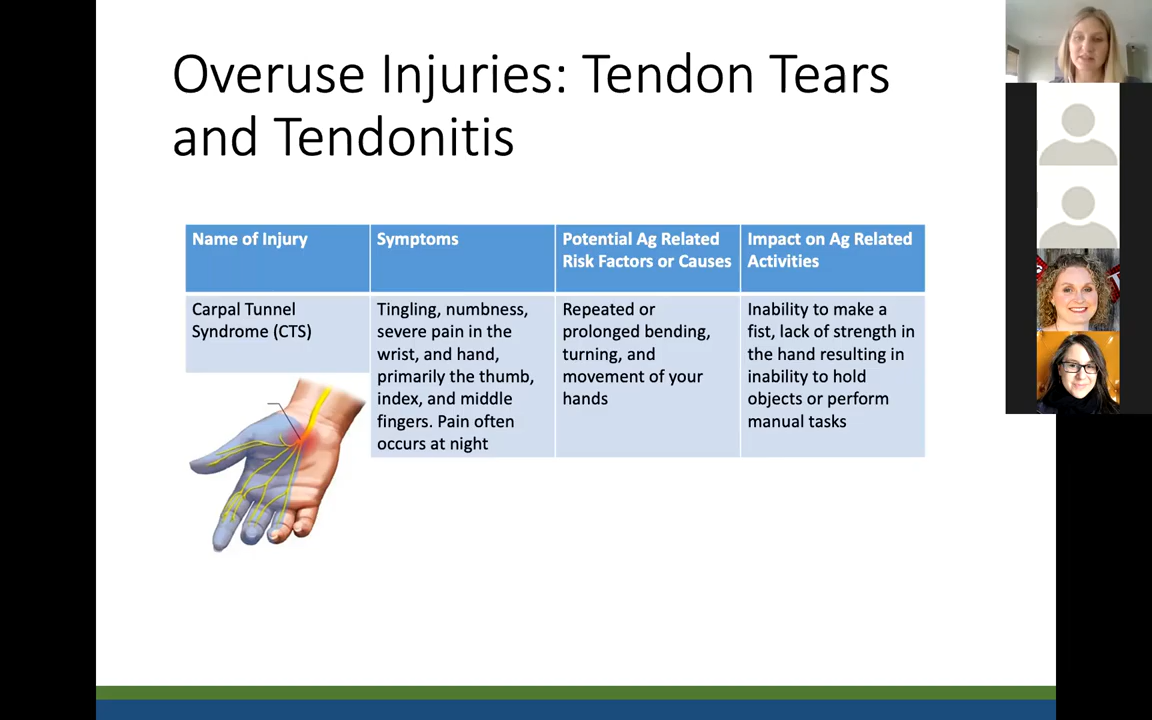 Overuse Injuries: Tendon Tears
and Tendonitis
Name of Injury
Symptoms
Potential Ag Related
Risk Factors or Causes
Impact on Ag Related
Activities
Carpal Tunnel
Syndrome (CTS)
Tingling, numbness,
severe pain in the
wrist, and hand,
primarily the thumb,
index, and middle
fingers. Pain often
occurs at night
Repeated or
prolonged bending,
turning, and
movement of your
hands
Inability to make a
fist, lack of strength in
the hand resulting in
inability to hold
objects or perform
manual tasks